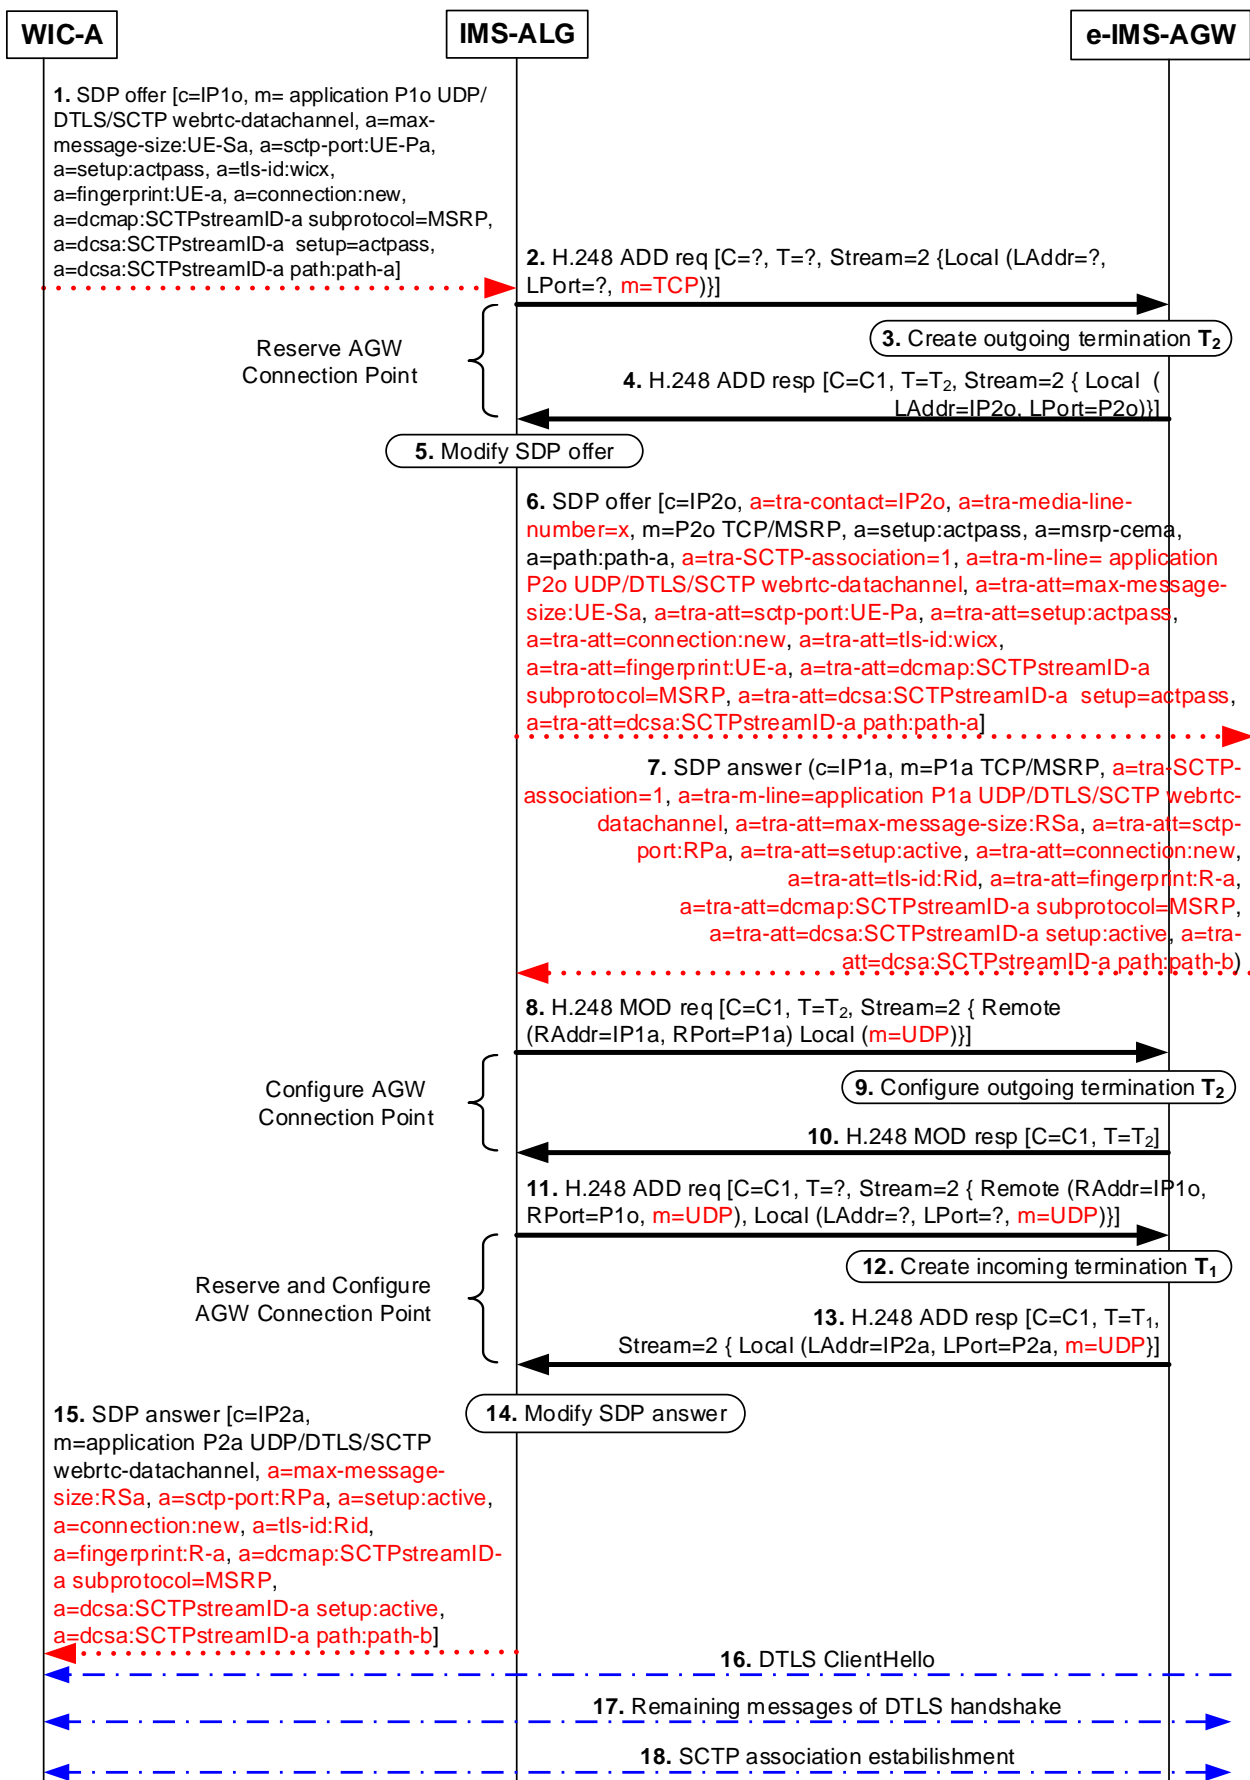 WIC-A
IMS-ALG
e-IMS-AGW
1. SDP offer [c=IP1o, m= application P1o UDP/
DTLS/SCTP webrtc-datachannel, a=max-
message-size:UE-Sa, a=sctp-port:UE-Pa,
a=setup:actpass, a=tls-id:wicx,
a=fingerprint:UE-a, a=connection:new,
a=dcmap:SCTPstreamID-a subprotocol=MSRP,
a=dcsa:SCTPstreamID-a setup=actpass,
a=dcsa:SCTPstreamID-a path:path-a]
2. H.248 ADD req [C=?, T=?, Stream=2 {Local (LAddr=?,
LPort=?, m=TCP)}]
Reserve AGW
Connection Point
3. Create outgoing termination T2
4. H.248 ADD resp [C=C1, T=T2, Stream=2 { Local (
LAddr=IP2o, LPort=P2o)}]
5. Modify SDP offer
6. SDP offer [c=IP2o, a=tra-contact=IP2o, a=tra-media-line-
number=x, m=P2o TCP/MSRP, a=setup:actpass, a=msrp-cema,
a=path:path-a, a=tra-SCTP-association=1, a=tra-m-line= application
P2o UDP/DTLS/SCTP webrtc-datachannel, a=tra-att=max-message-
size:UE-Sa, a=tra-att=sctp-port:UE-Pa, a=tra-att=setup:actpass,
a=tra-att=connection:new, a=tra-att=tls-id:wicx,
a=tra-att=fingerprint:UE-a, a=tra-att=dcmap:SCTPstreamID-a
subprotocol=MSRP, a=tra-att=dcsa:SCTPstreamID-a setup=actpass,
a=tra-att=dcsa:SCTPstreamID-a path:path-a]
7. SDP answer (c=IP1a, m=P1a TCP/MSRP, a=tra-SCTP-
association=1, a=tra-m-line=application P1a UDP/DTLS/SCTP webrtc-
datachannel, a=tra-att=max-message-size:RSa, a=tra-att=sctp-
port:RPa, a=tra-att=setup:active, a=tra-att=connection:new,
a=tra-att=tls-id:Rid, a=tra-att=fingerprint:R-a,
a=tra-att=dcmap:SCTPstreamID-a subprotocol=MSRP,
a=tra-att=dcsa:SCTPstreamID-a setup:active, a=tra-
att=dcsa:SCTPstreamID-a path:path-b)
8. H.248 MOD req [C=C1, T=T2, Stream=2 { Remote
(RAddr=IP1a, RPort=P1a) Local (m=UDP)}]
Configure AGW
Connection Point
9. Configure outgoing termination T2
10. H.248 MOD resp [C=C1, T=T2]
11. H.248 ADD req [C=C1, T=?, Stream=2 { Remote (RAddr=IP1o,
RPort=P1o, m=UDP), Local (LAddr=?, LPort=?, m=UDP)}]
12. Create incoming termination T1
Reserve and Configure
AGW Connection Point
13. H.248 ADD resp [C=C1, T=T1,
Stream=2 { Local (LAddr=IP2a, LPort=P2a, m=UDP}]
14. Modify SDP answer
15. SDP answer [c=IP2a,
m=application P2a UDP/DTLS/SCTP
webrtc-datachannel, a=max-message-
size:RSa, a=sctp-port:RPa, a=setup:active,
a=connection:new, a=tls-id:Rid,
a=fingerprint:R-a, a=dcmap:SCTPstreamID-
a subprotocol=MSRP,
a=dcsa:SCTPstreamID-a setup:active,
a=dcsa:SCTPstreamID-a path:path-b]
16. DTLS ClientHello
17. Remaining messages of DTLS handshake
18. SCTP association estabilishment